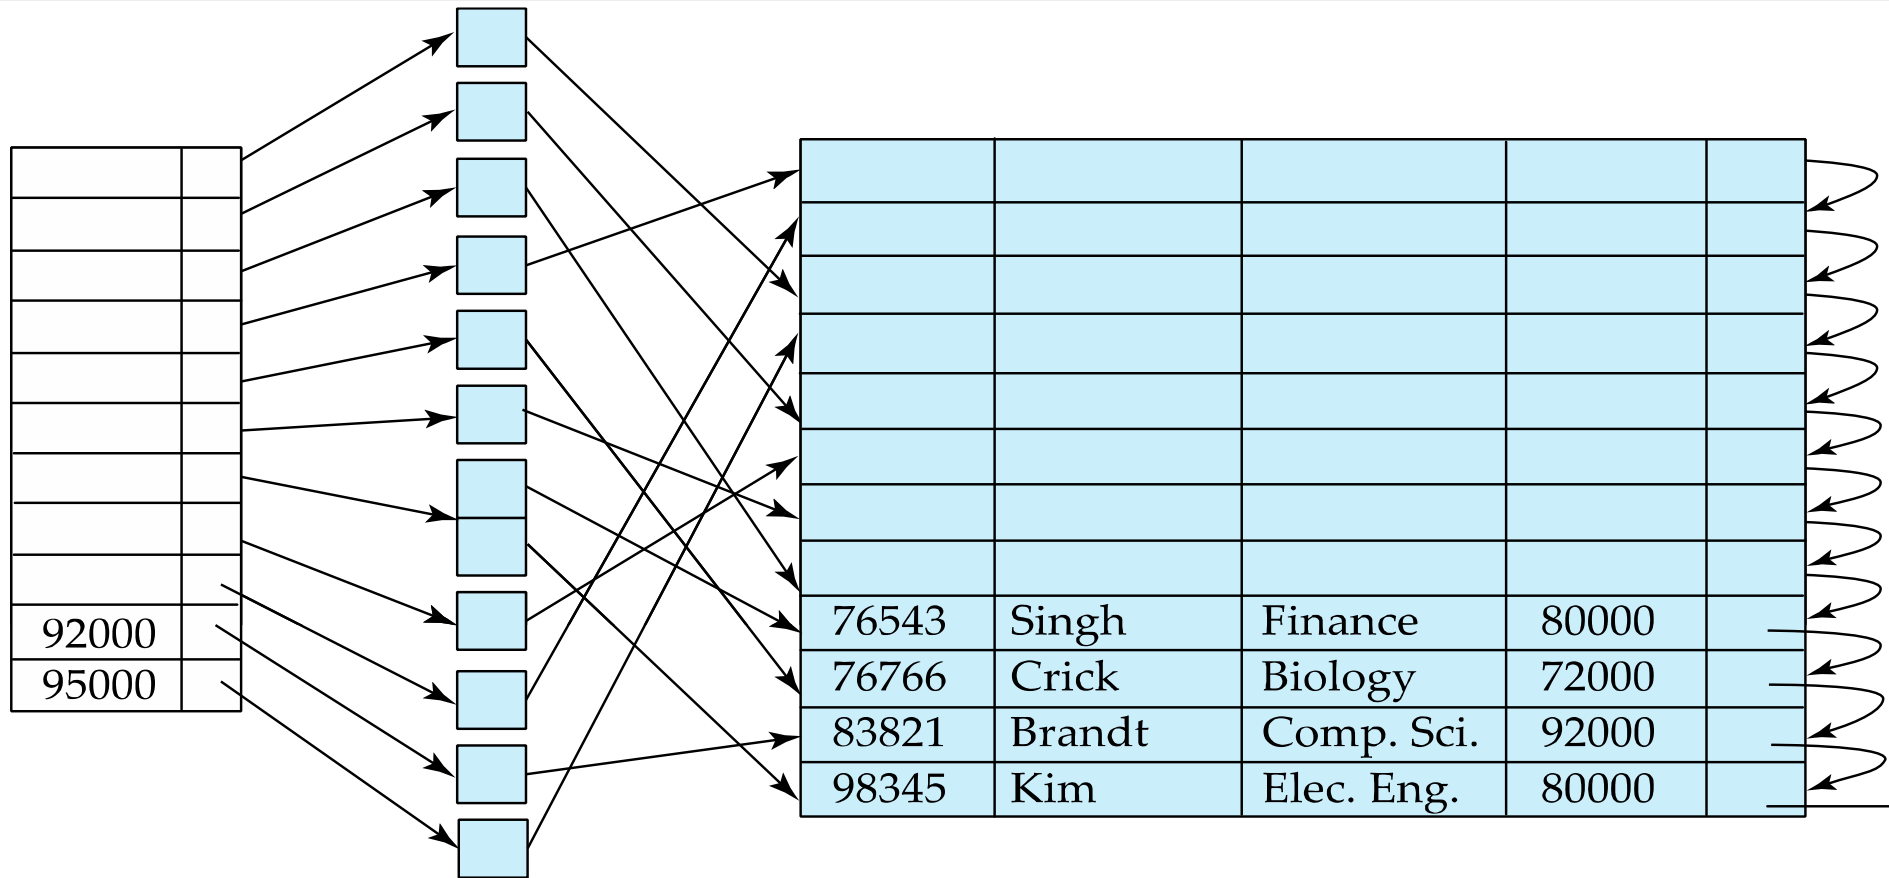 92000
95000
76543 Singh Finance 80000
76766 Crick Biology 72000
83821 Brandt Comp. Sci. 92000
98345 Kim Elec. Eng. 80000